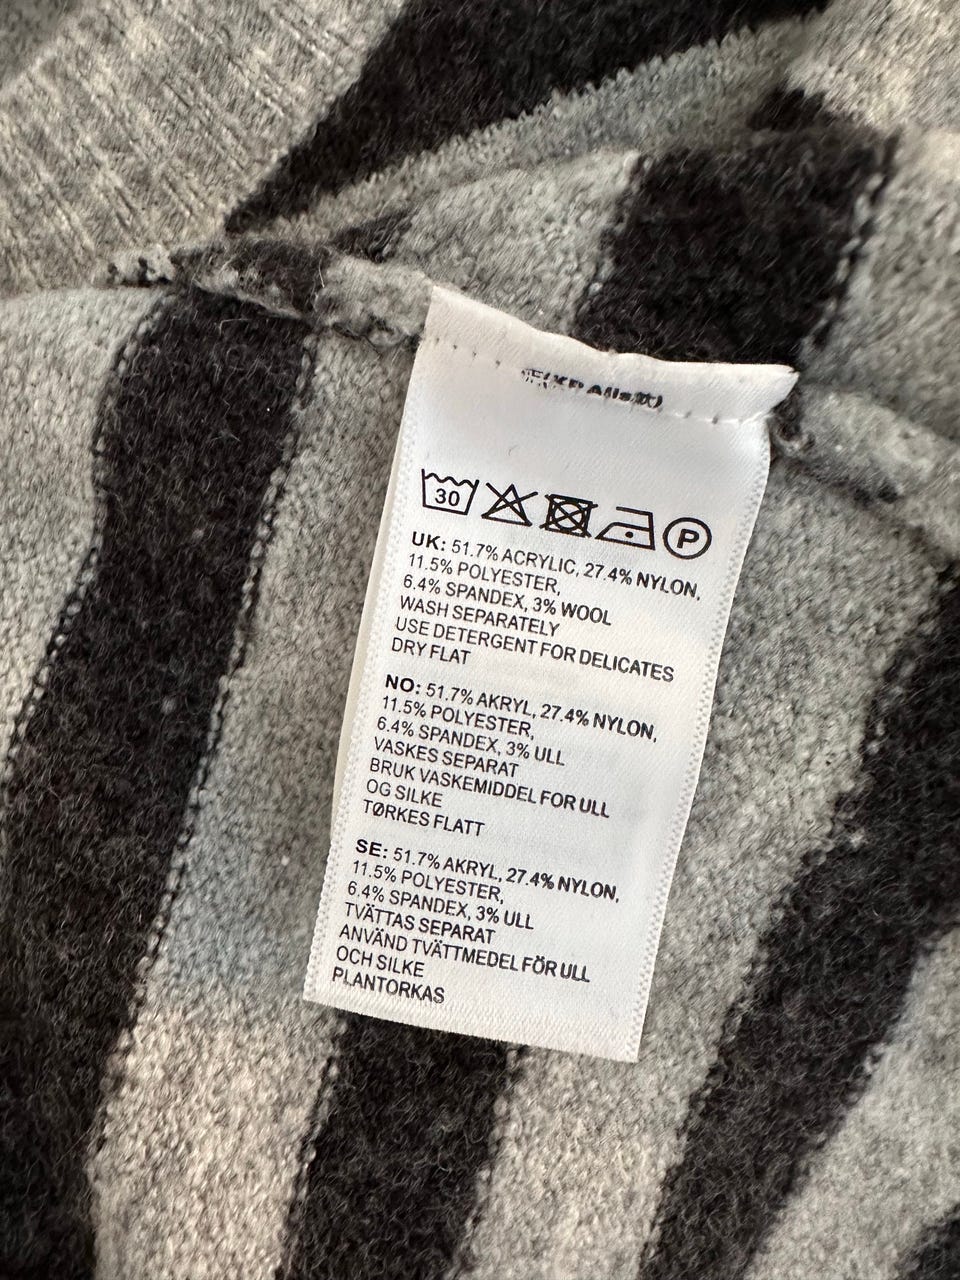 30
P
UK: 51.7% ACRYLIC, 27.4% NYLON,
11.5% POLYESTER,
6.4% SPANDEX, 3% WOOL
WASH SEPARATELY
USE DETERGENT FOR DELICATES
DRY FLAT
NO: 51.7% AKRYL, 27.4% NYLON,
11.5% POLYESTER,
6.4% SPANDEX, 3% ULL
VASKES SEPARAT
BRUK VASKEMIDDEL FOR ULL
OG SILKE
TØRKES FLATT
SE: 51.7% AKRYL, 27.4% NYLON,
11.5% POLYESTER,
6.4% SPANDEX, 3% ULL
TVÄTTAS SEPARAT
ANVÄND TVÄTTMEDEL FÖR ULL
OCH SILKE
PLANTORKAS